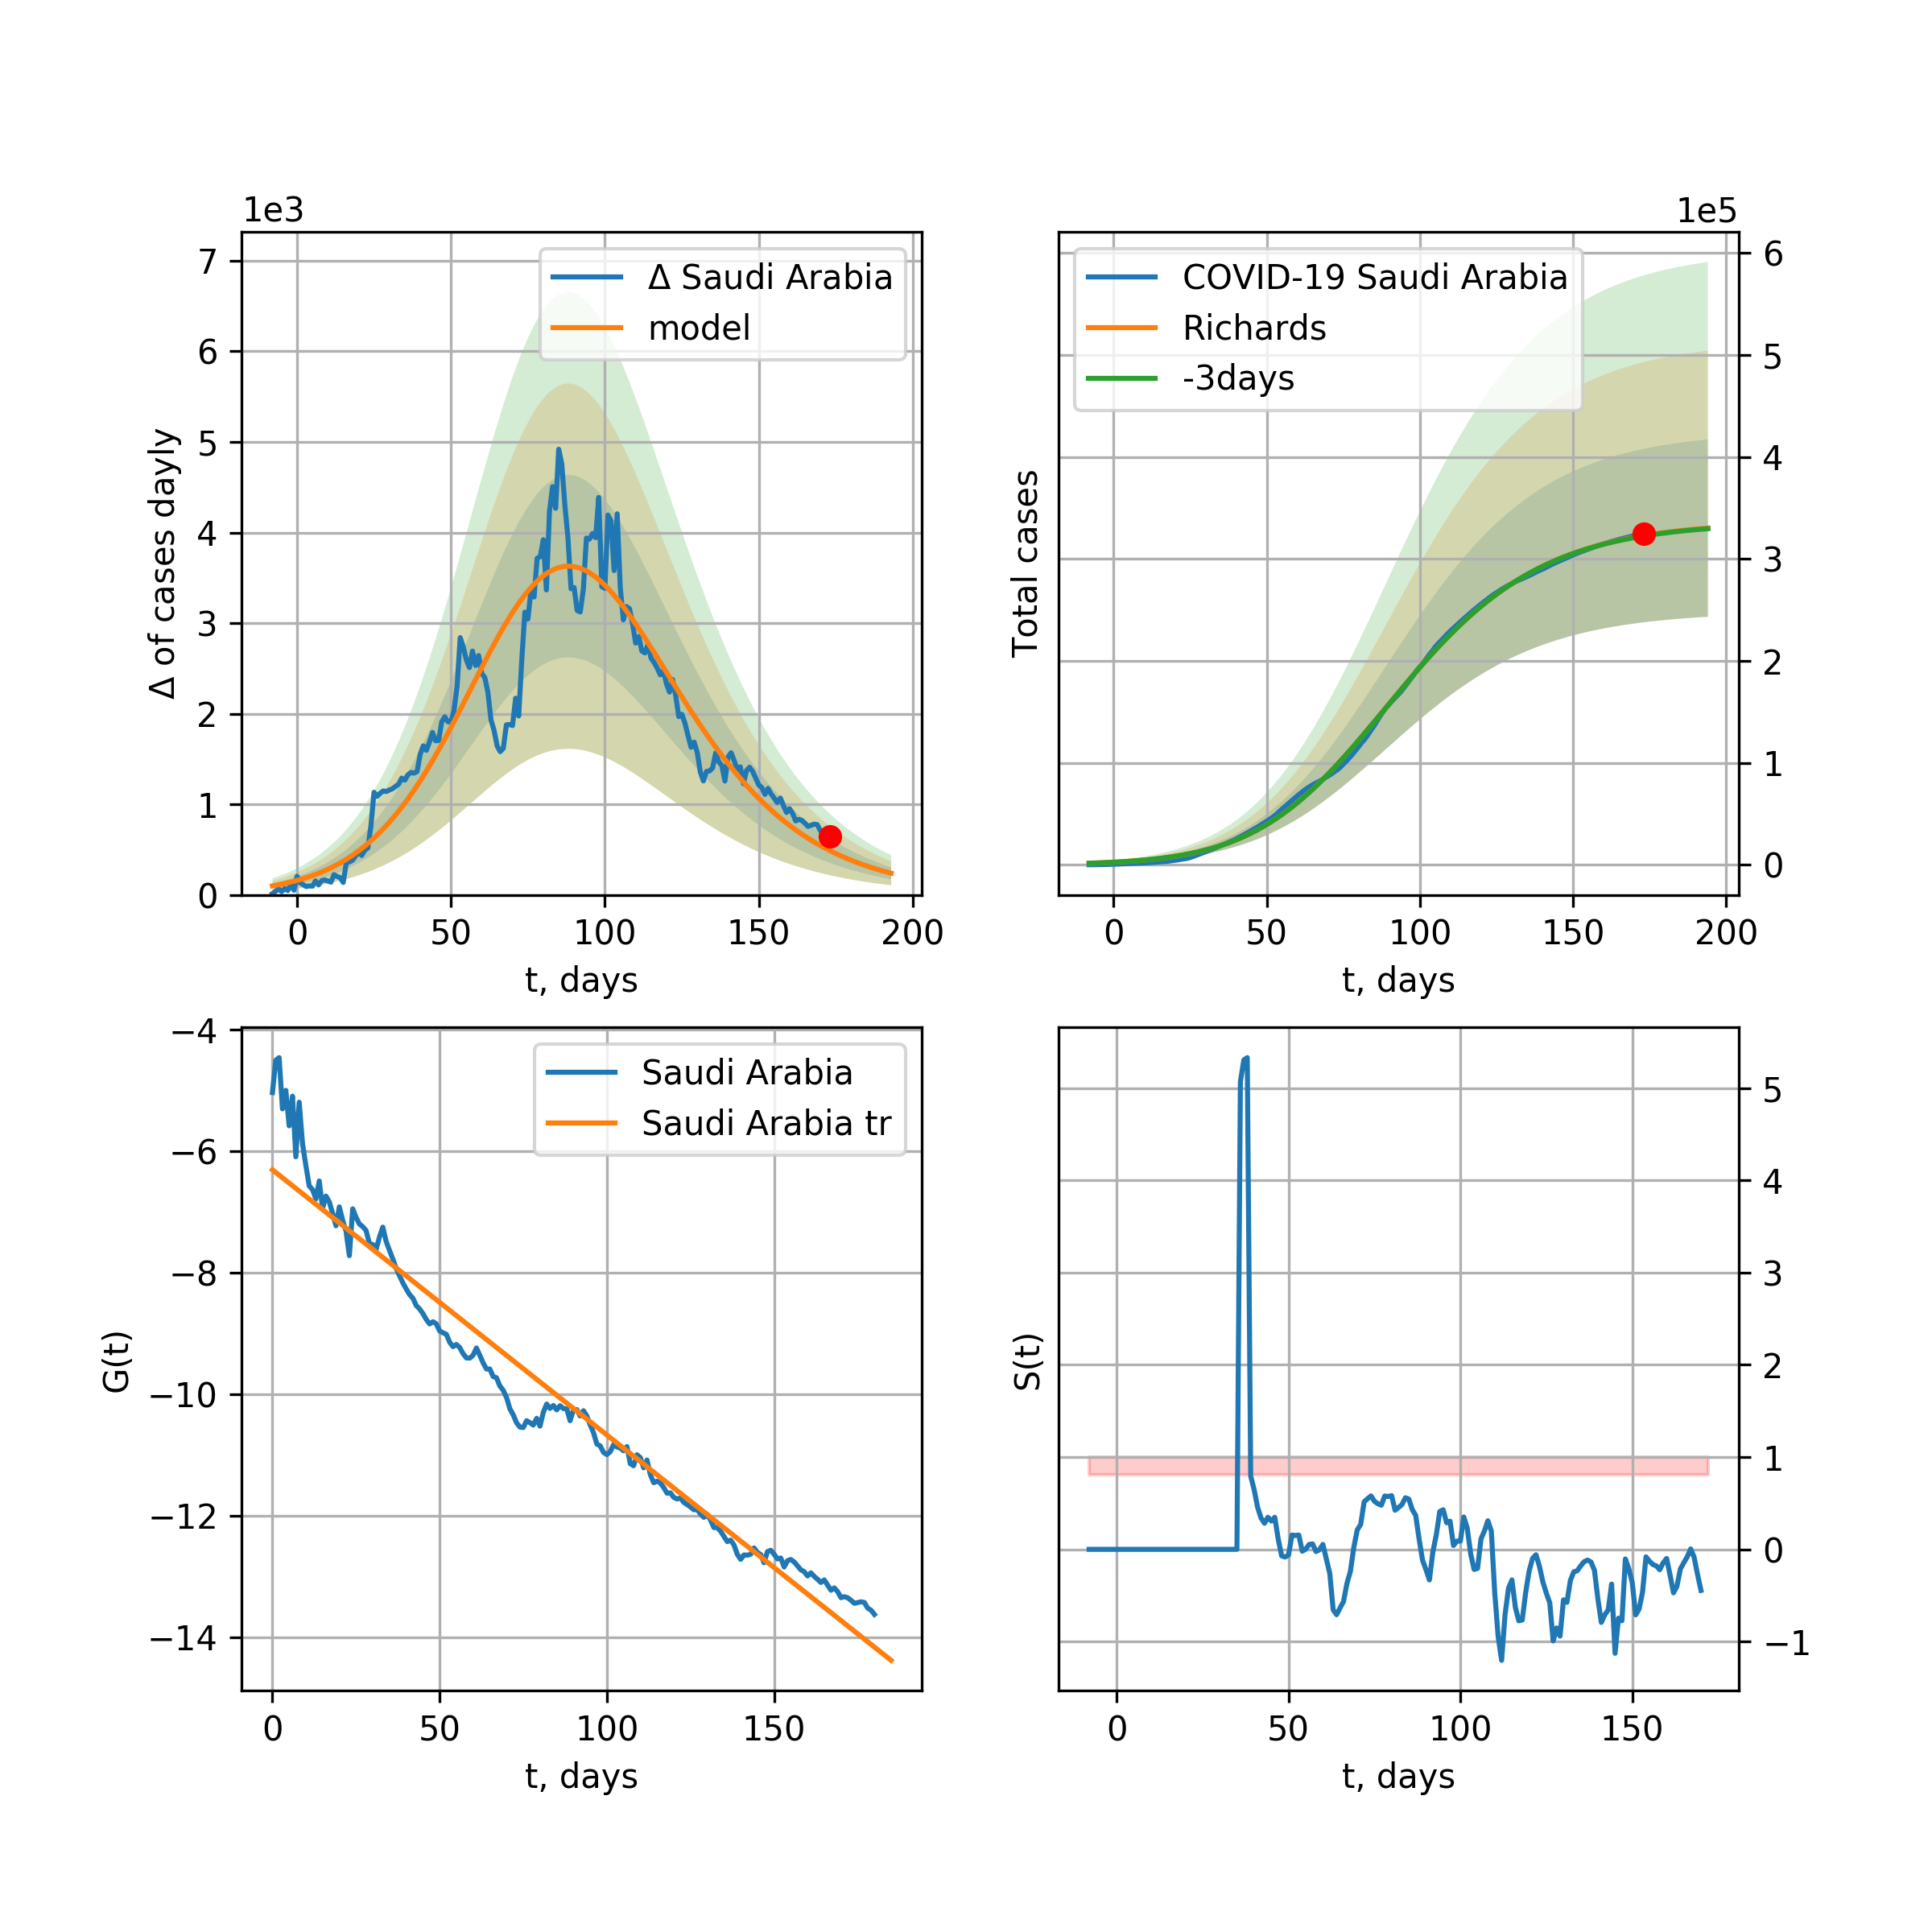 1e3
7
6
5
4
3
2
1
0
Δ of cases dayly
Δ Saudi Arabia
model
0 50 100 150 200
t, days
1e5
6
5
4
3
2
1
0
Total cases
COVID-19 Saudi Arabia
Richards
-3days
0 50 100 150 200
t, days
−4
−6
−8
−10
−12
−14
G(t)
Saudi Arabia
Saudi Arabia tr
0 50 100 150
t, days
5
4
3
2
1
0
−1
S(t)
0 50 100 150
t, days